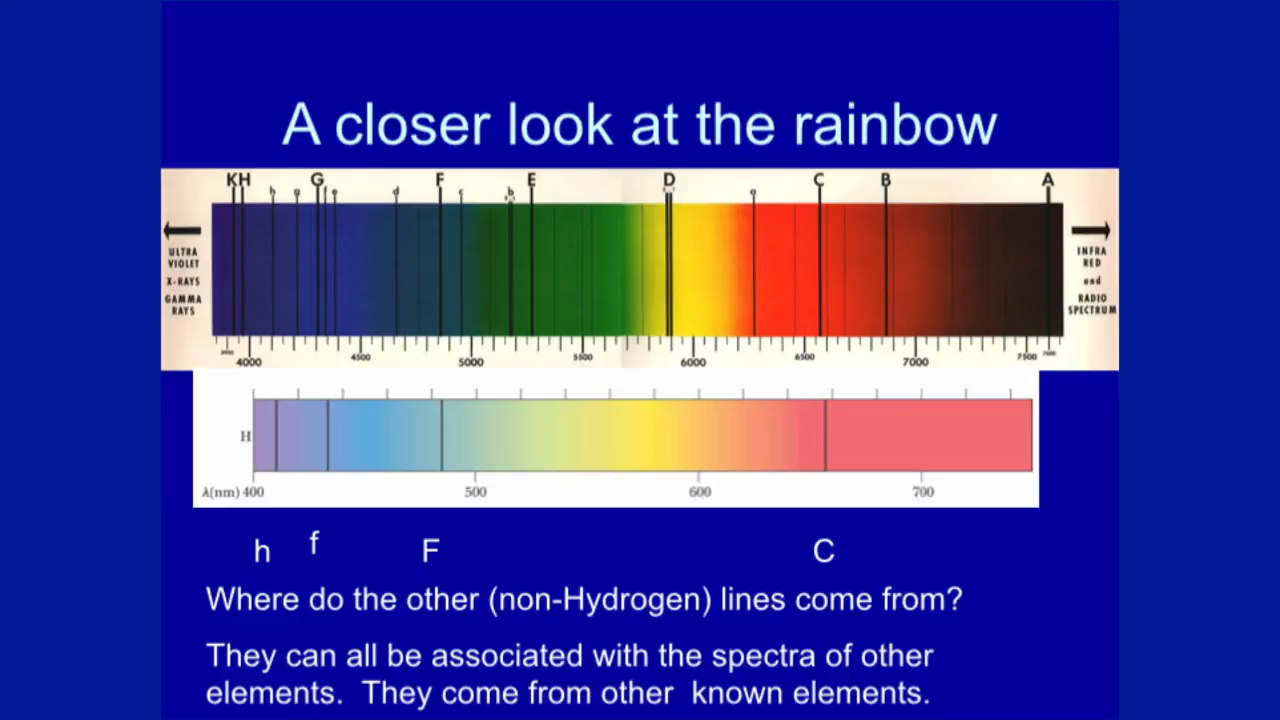 A closer look at the rainbow
K H h g G f e d F c b E D a C B A
ULTRA
VIOLET
X-RAYS
GAMMA
RAYS
INFRA
RED
and
RADIO
SPECTRUM
4000 4500 5000 5500 6000 6500 7000 7500
H
λ(nm) 400 500 600 700
h f F C
Where do the other (non-Hydrogen) lines come from?
They can all be associated with the spectra of other
elements. They come from other known elements.